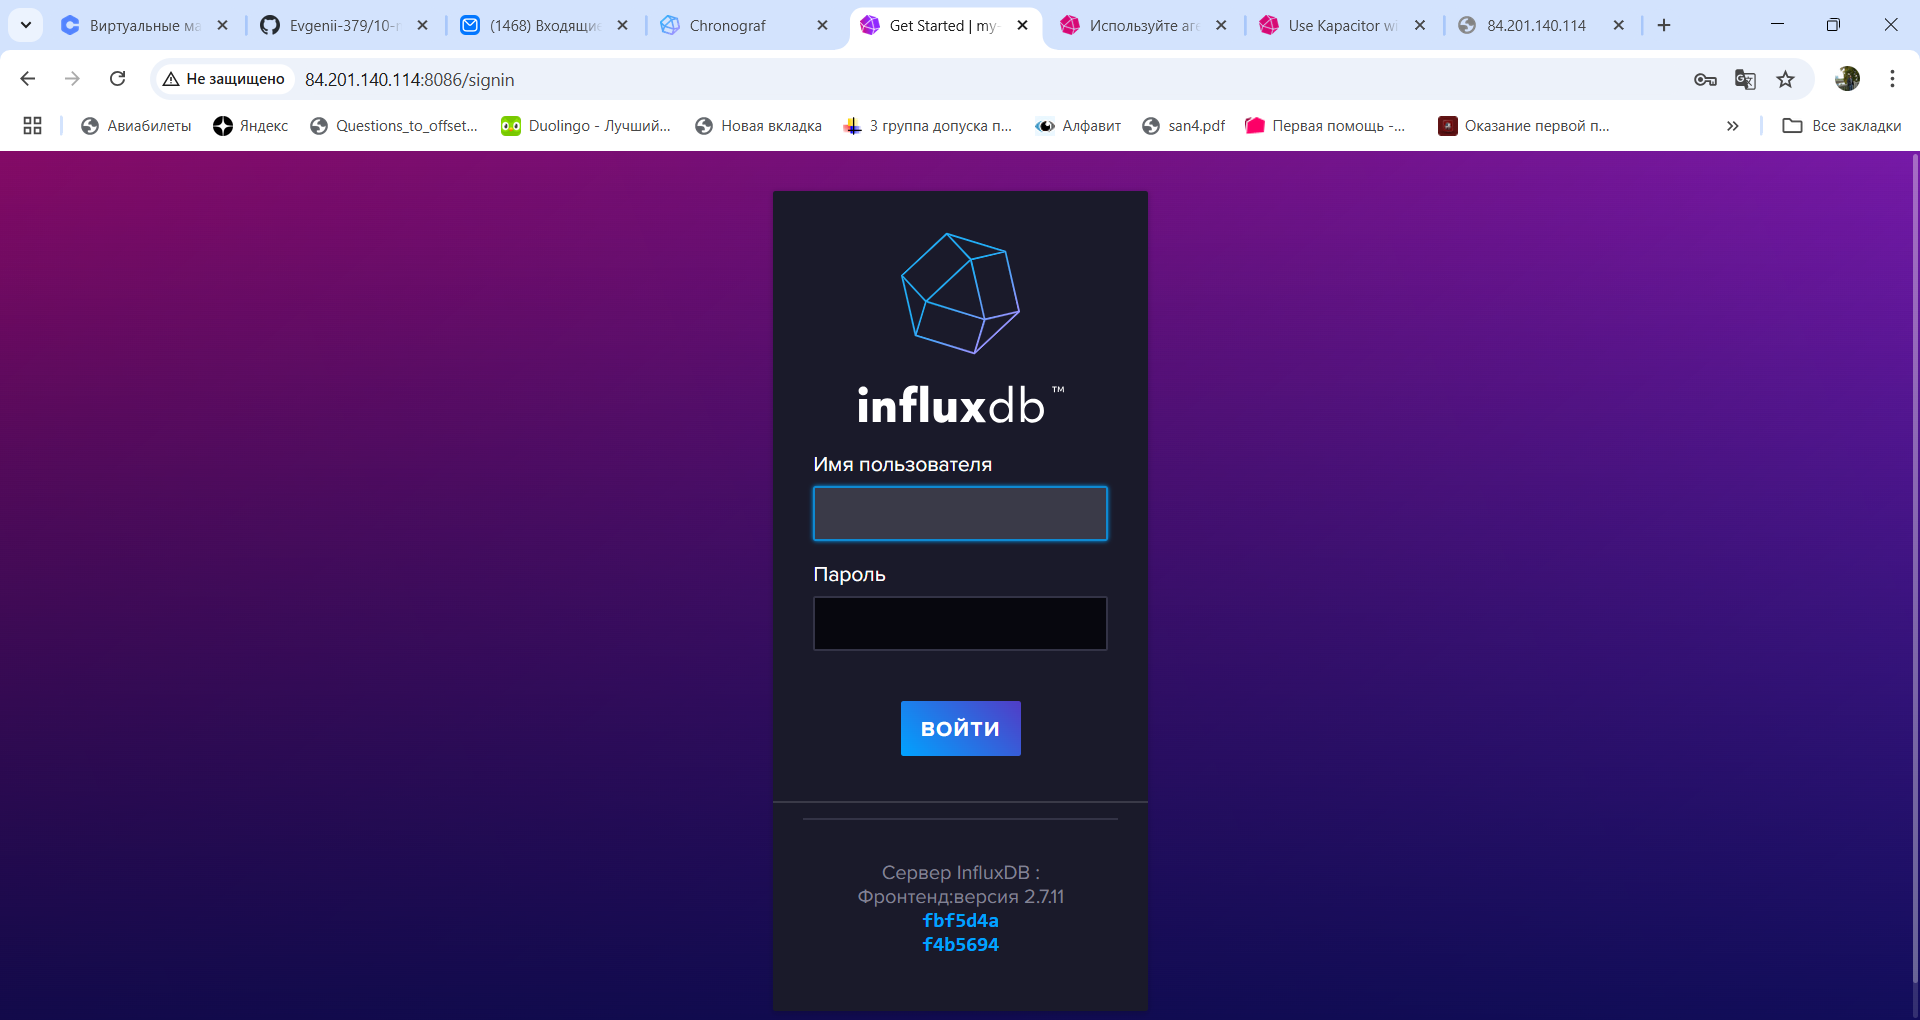 Виртуальные ма
Evgenii-379/10-r
(1468) Входящие
Chronograf
Get Started | my-
Используйте аге
Use Kapacitor wi
84.201.140.114
Не защищено
84.201.140.114:8086/signin
Авиабилеты
Яндекс
Questions_to_offset...
Duolingo - Лучший...
Новая вкладка
3 группа допуска п...
Алфавит
san4.pdf
Первая помощь -...
Оказание первой п...
Все закладки
influxdb™
Имя пользователя
Пароль
ВОЙТИ
Сервер InfluxDB :
Фронтенд:версия 2.7.11
fbf5d4a
f4b5694